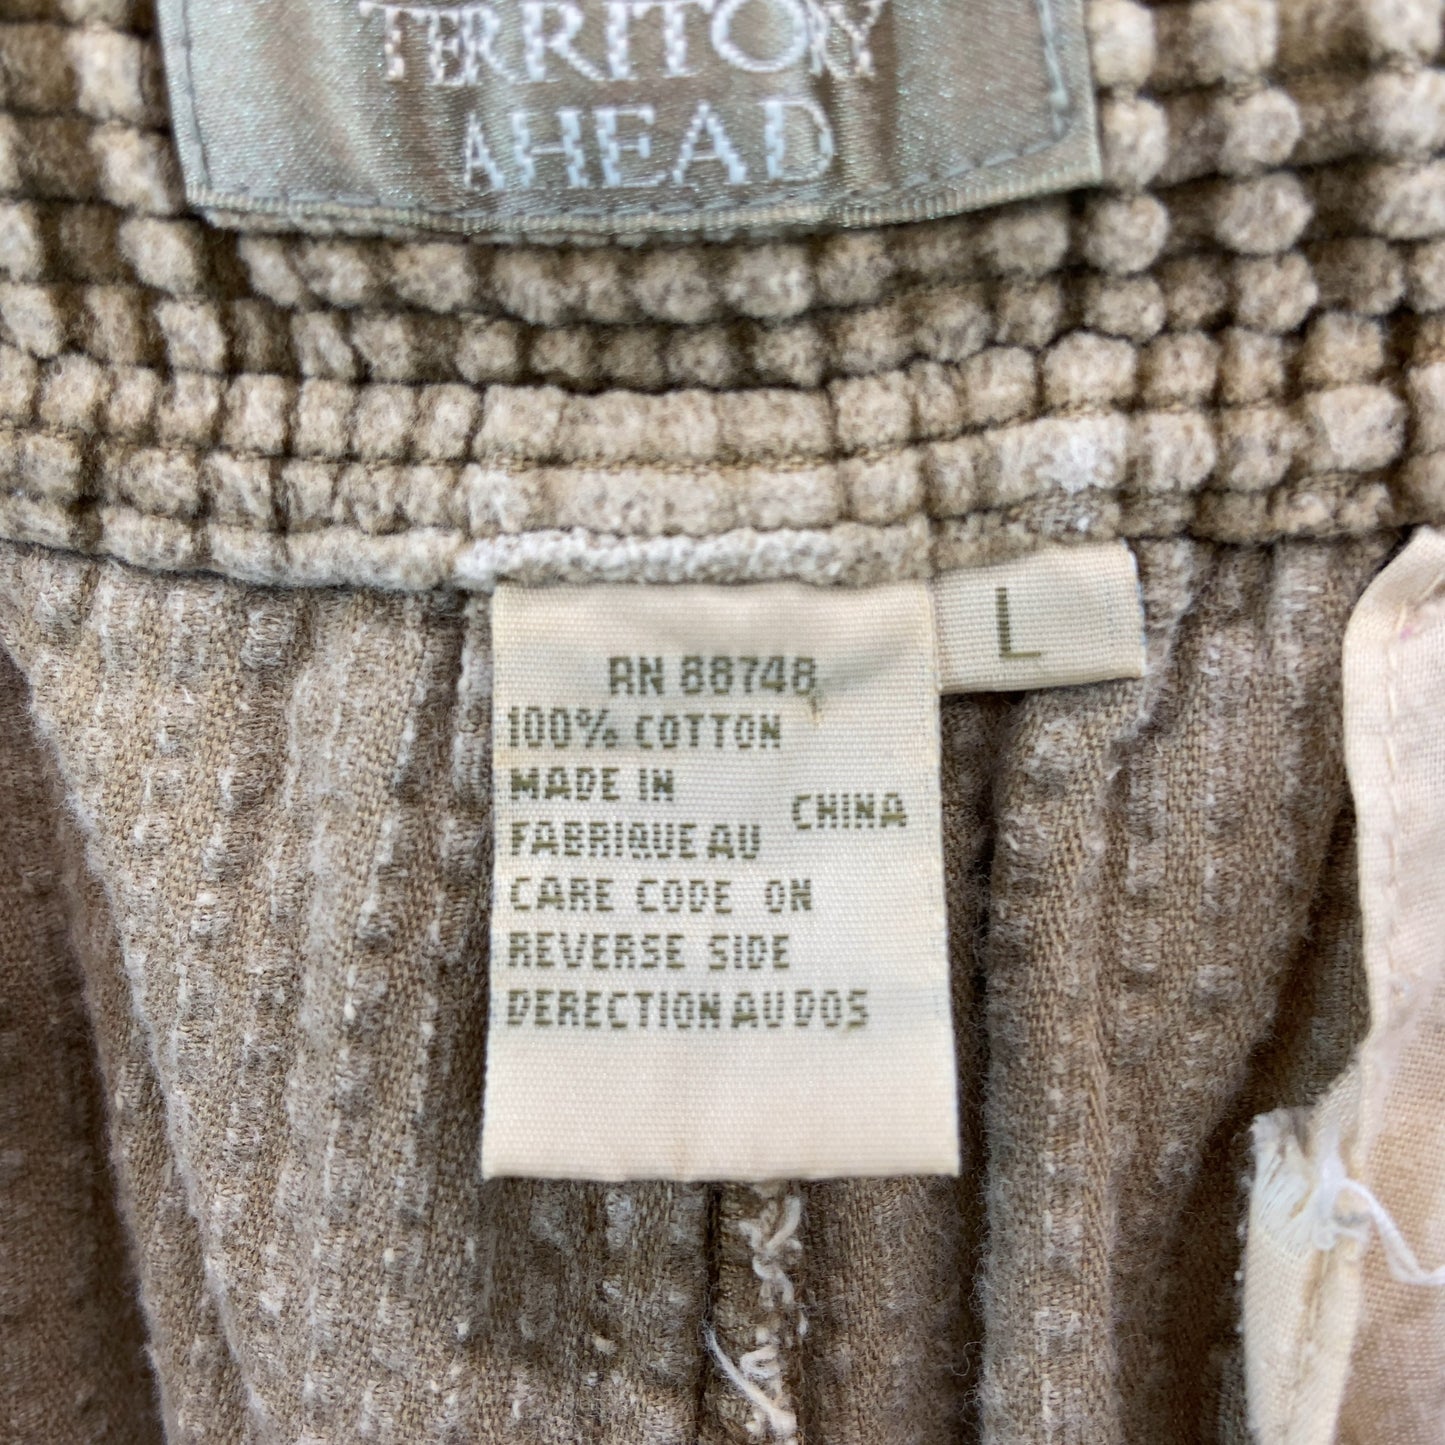 TERRITORY
AHEAD
L
RN 88748
100% COTTON
MADE IN
CHINA
FABRIQUE AU
CARE CODE ON
REVERSE SIDE
DERECTION AU DOS